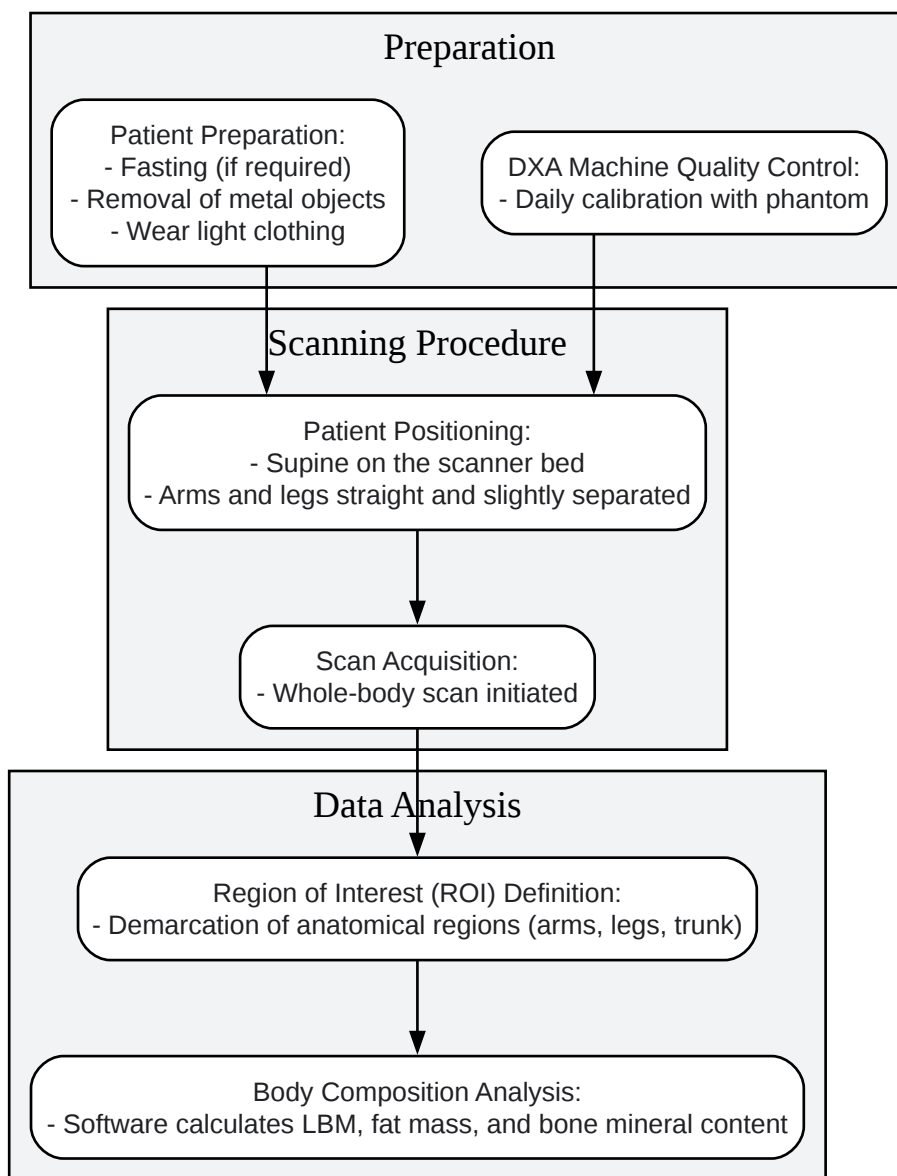 Preparation
Patient Preparation:
- Fasting (if required)
- Removal of metal objects
- Wear light clothing
DXA Machine Quality Control:
- Daily calibration with phantom
Scanning Procedure
Patient Positioning:
- Supine on the scanner bed
- Arms and legs straight and slightly separated
Scan Acquisition:
- Whole-body scan initiated
Data Analysis
Region of Interest (ROI) Definition:
- Demarcation of anatomical regions (arms, legs, trunk)
Body Composition Analysis:
- Software calculates LBM, fat mass, and bone mineral content